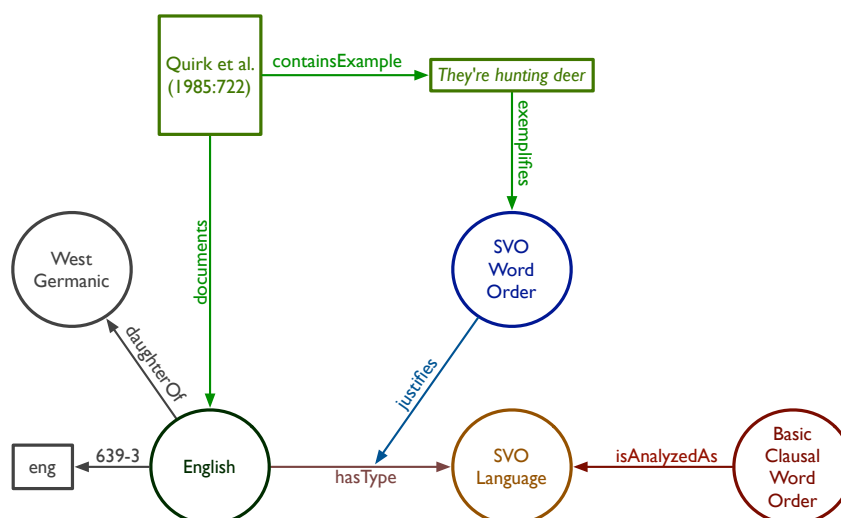 Quirk et al.
(1985:722)
containsExample
They're hunting deer
exemplifies
documents
West
Germanic
SVO
Word
Order
daughterOf
justifies
eng
639-3
English
hasType
SVO
Language
isAnalyzedAs
Basic
Clausal
Word
Order